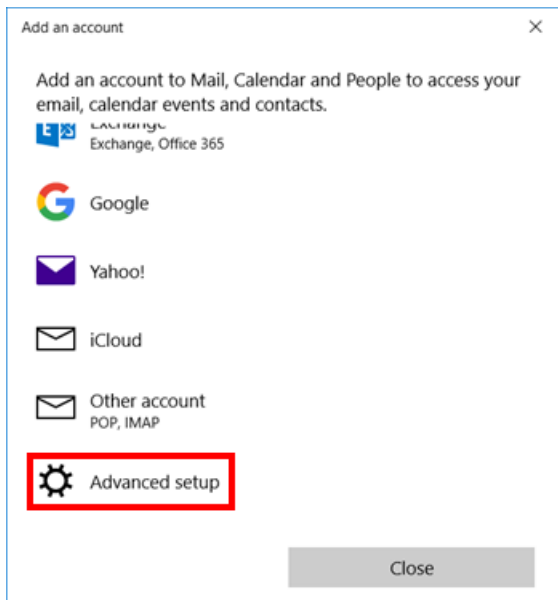 Add an account
Add an account to Mail, Calendar and People to access your
email, calendar events and contacts.
Exchange
Exchange, Office 365
Google
Yahoo!
iCloud
Other account
POP, IMAP
Advanced setup
Close